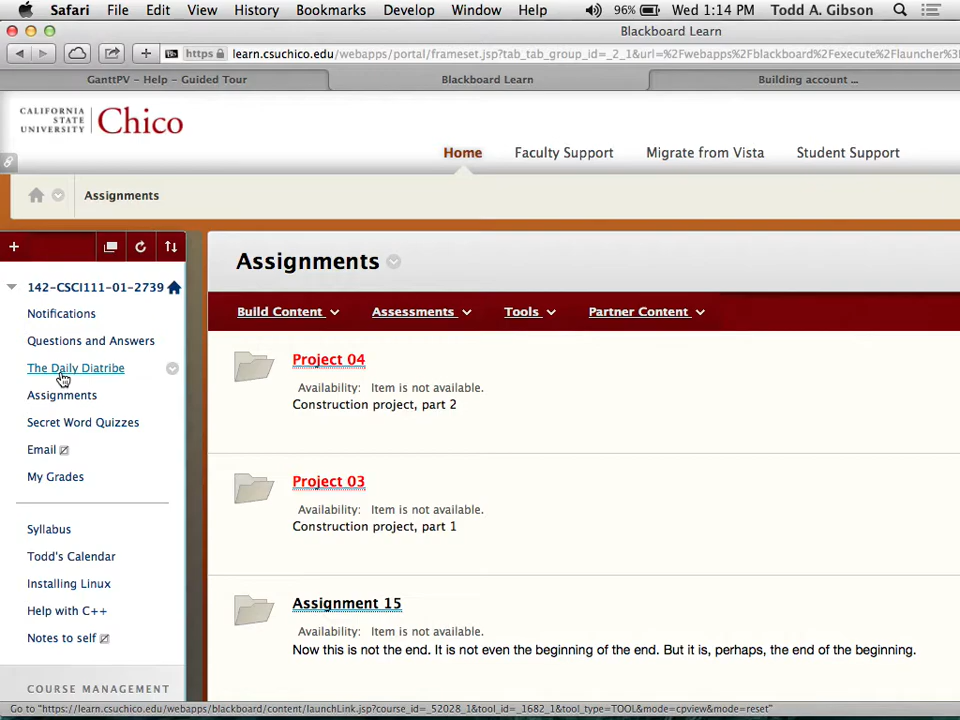 Safari File Edit View History Bookmarks Develop Window Help 96% Wed 1:14 PM Todd A. Gibson
Blackboard Learn
https learn.csuchico.edu/webapps/portal/frameset.jsp?tab_tab_group_id=_2_1&url=%2Fwebapps%2Fblackboard%2Fexecute%2Flauncher%3
GanttPV – Help – Guided Tour Blackboard Learn Building account ...
CALIFORNIA
STATE
UNIVERSITY
Chico
Home Faculty Support Migrate from Vista Student Support
Assignments
142-CSCI111-01-2739
Notifications
Questions and Answers
The Daily Diatribe
Assignments
Secret Word Quizzes
Email
My Grades
Syllabus
Todd's Calendar
Installing Linux
Help with C++
Notes to self
COURSE MANAGEMENT
Assignments
Build Content Assessments Tools Partner Content
Project 04
Availability: Item is not available.
Construction project, part 2
Project 03
Availability: Item is not available.
Construction project, part 1
Assignment 15
Availability: Item is not available.
Now this is not the end. It is not even the beginning of the end. But it is, perhaps, the end of the beginning.
Go to "https://learn.csuchico.edu/webapps/blackboard/content/launchLink.jsp?course_id=_52028_1&tool_id=_1682_1&tool_type=TOOL&mode=cpview&mode=reset"